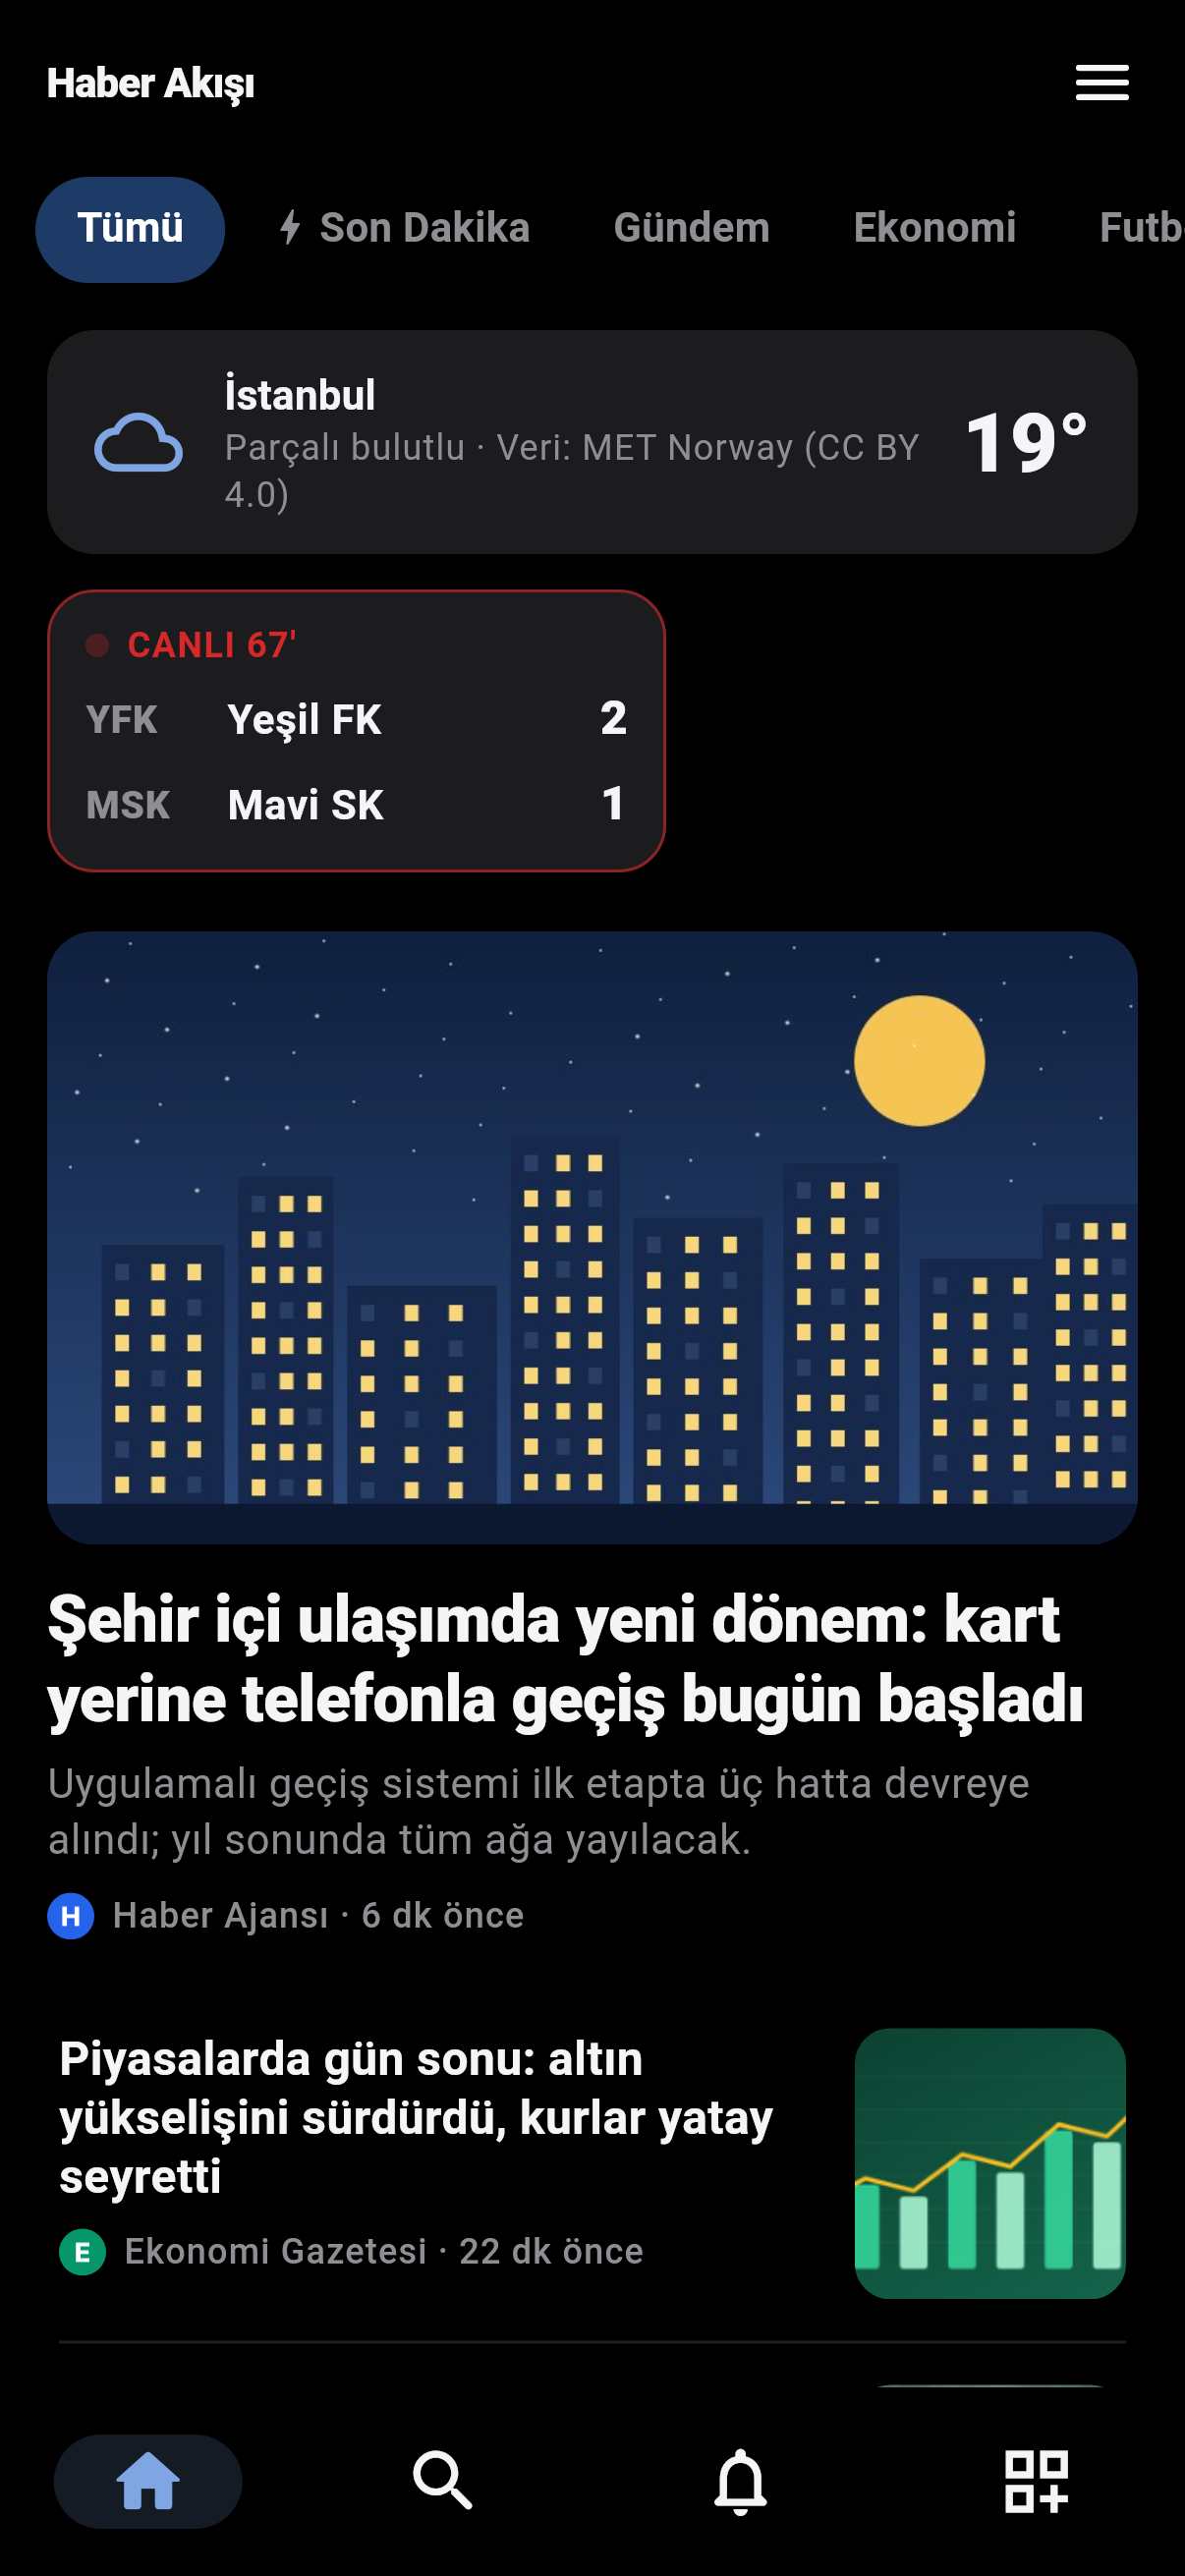 Haber Akışı
Tümü
Son Dakika
Gündem
Ekonomi
Futb
İstanbul
Parçalı bulutlu · Veri: MET Norway (CC BY
4.0)
19°
CANLI 67'
YFK Yeşil FK 2
MSK Mavi SK 1
Şehir içi ulaşımda yeni dönem: kart
yerine telefonla geçiş bugün başladı
Uygulamalı geçiş sistemi ilk etapta üç hatta devreye
alındı; yıl sonunda tüm ağa yayılacak.
H Haber Ajansı · 6 dk önce
Piyasalarda gün sonu: altın
yükselişini sürdürdü, kurlar yatay
seyretti
E Ekonomi Gazetesi · 22 dk önce